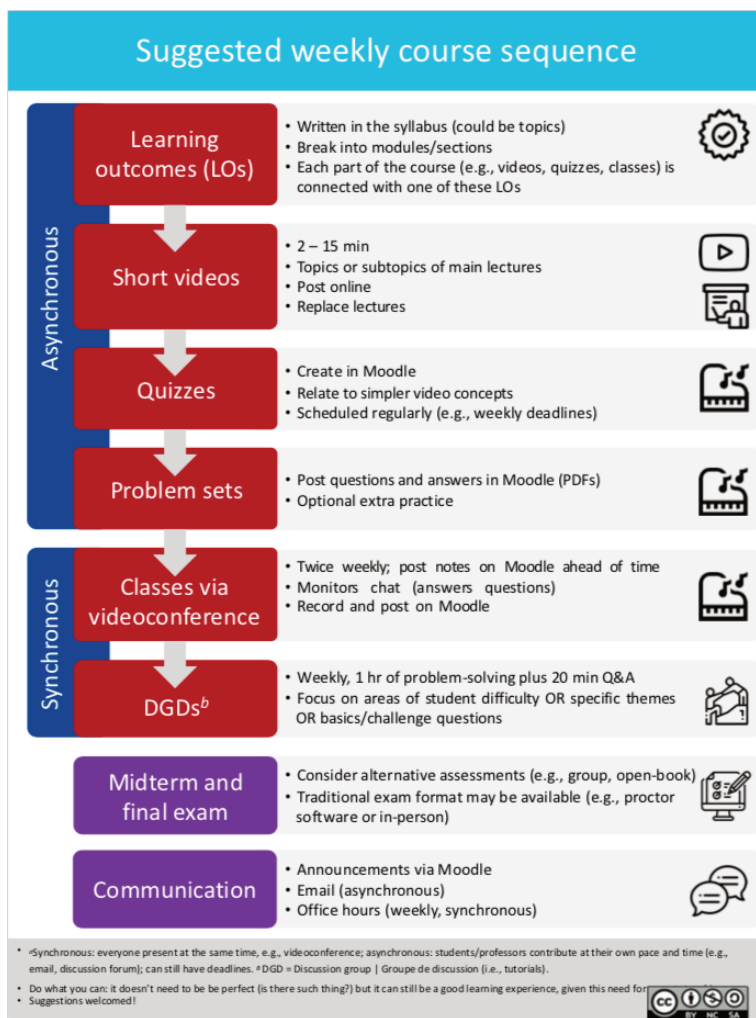 Suggested weekly course sequence
Asynchronous
Learning
outcomes (LOs)
• Written in the syllabus (could be topics)
• Break into modules/sections
• Each part of the course (e.g., videos, quizzes, classes) is
connected with one of these LOs
Short videos
• 2 – 15 min
• Topics or subtopics of main lectures
• Post online
• Replace lectures
Quizzes
• Create in Moodle
• Relate to simpler video concepts
• Scheduled regularly (e.g., weekly deadlines)
Problem sets
• Post questions and answers in Moodle (PDFs)
• Optional extra practice
Synchronous
Classes via
videoconference
• Twice weekly; post notes on Moodle ahead of time
• Monitors chat (answers questions)
• Record and post on Moodle
DGDsᵇ
• Weekly, 1 hr of problem-solving plus 20 min Q&A
• Focus on areas of student difficulty OR specific themes
OR basics/challenge questions
Midterm and
final exam
• Consider alternative assessments (e.g., group, open-book)
• Traditional exam format may be available (e.g., proctor
software or in-person)
Communication
• Announcements via Moodle
• Email (asynchronous)
• Office hours (weekly, synchronous)
• ᵃSynchronous: everyone present at the same time, e.g., videoconference; asynchronous: students/professors contribute at their own pace and time (e.g.,
email, discussion forum); can still have deadlines. ᵃ DGD = Discussion group | Groupe de discussion (i.e., tutorials).
• Do what you can: it doesn't need to be be perfect (is there such thing?) but it can still be a good learning experience, given this need for
• Suggestions welcomed!
cc
BY NC SA